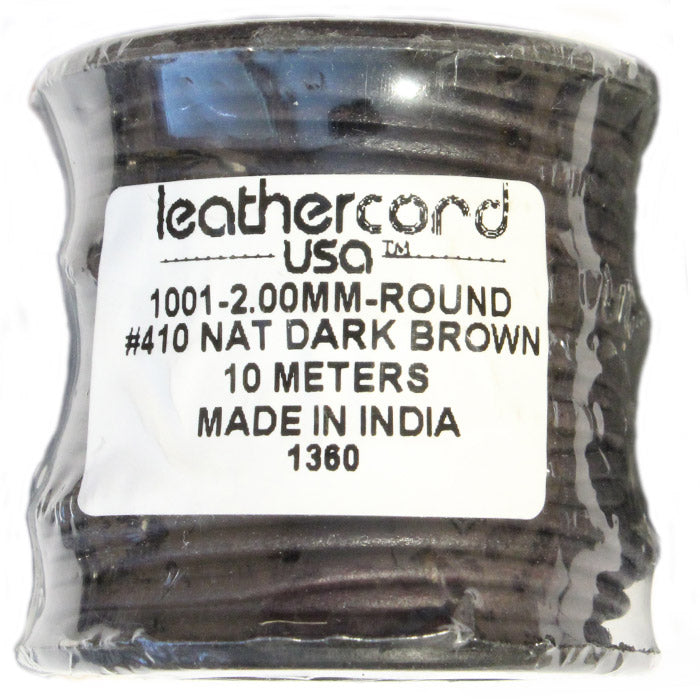 leathercord
usa™
1001-2.00MM-ROUND
#410 NAT DARK BROWN
10 METERS
MADE IN INDIA
1360